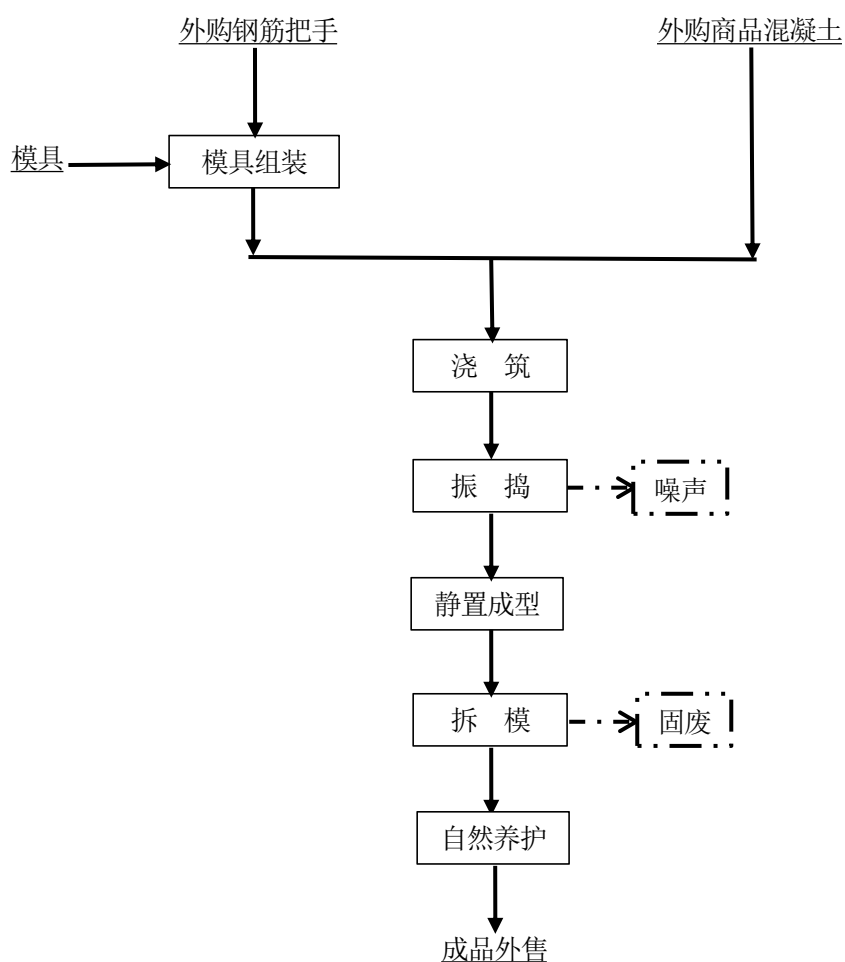 外购钢筋把手
外购商品混凝土
模具
模具组装
浇 筑
振 捣
噪声
静置成型
拆 模
固废
自然养护
成品外售